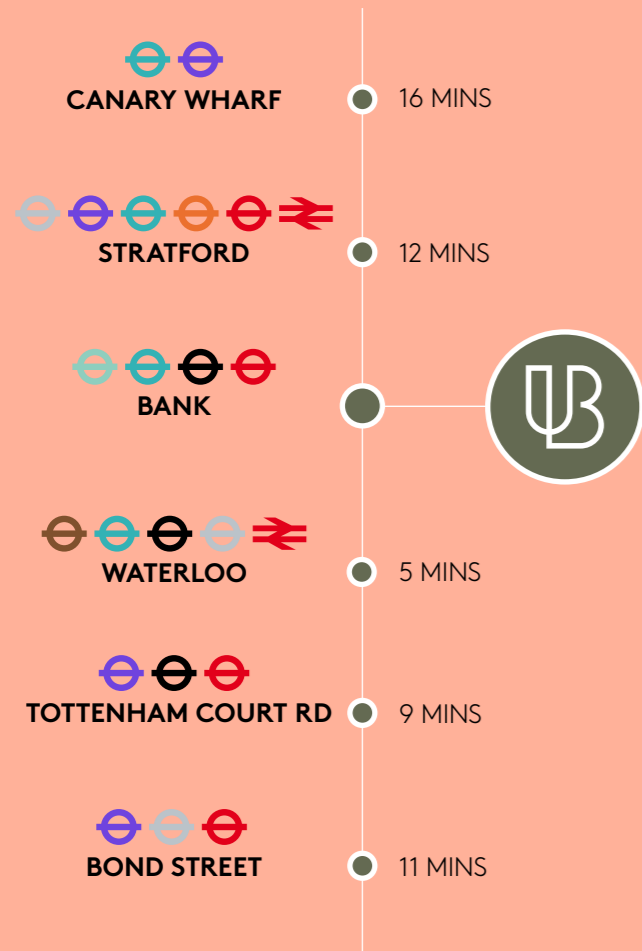 CANARY WHARF
16 MINS
STRATFORD
12 MINS
BANK
UB
WATERLOO
5 MINS
TOTTENHAM COURT RD
9 MINS
BOND STREET
11 MINS